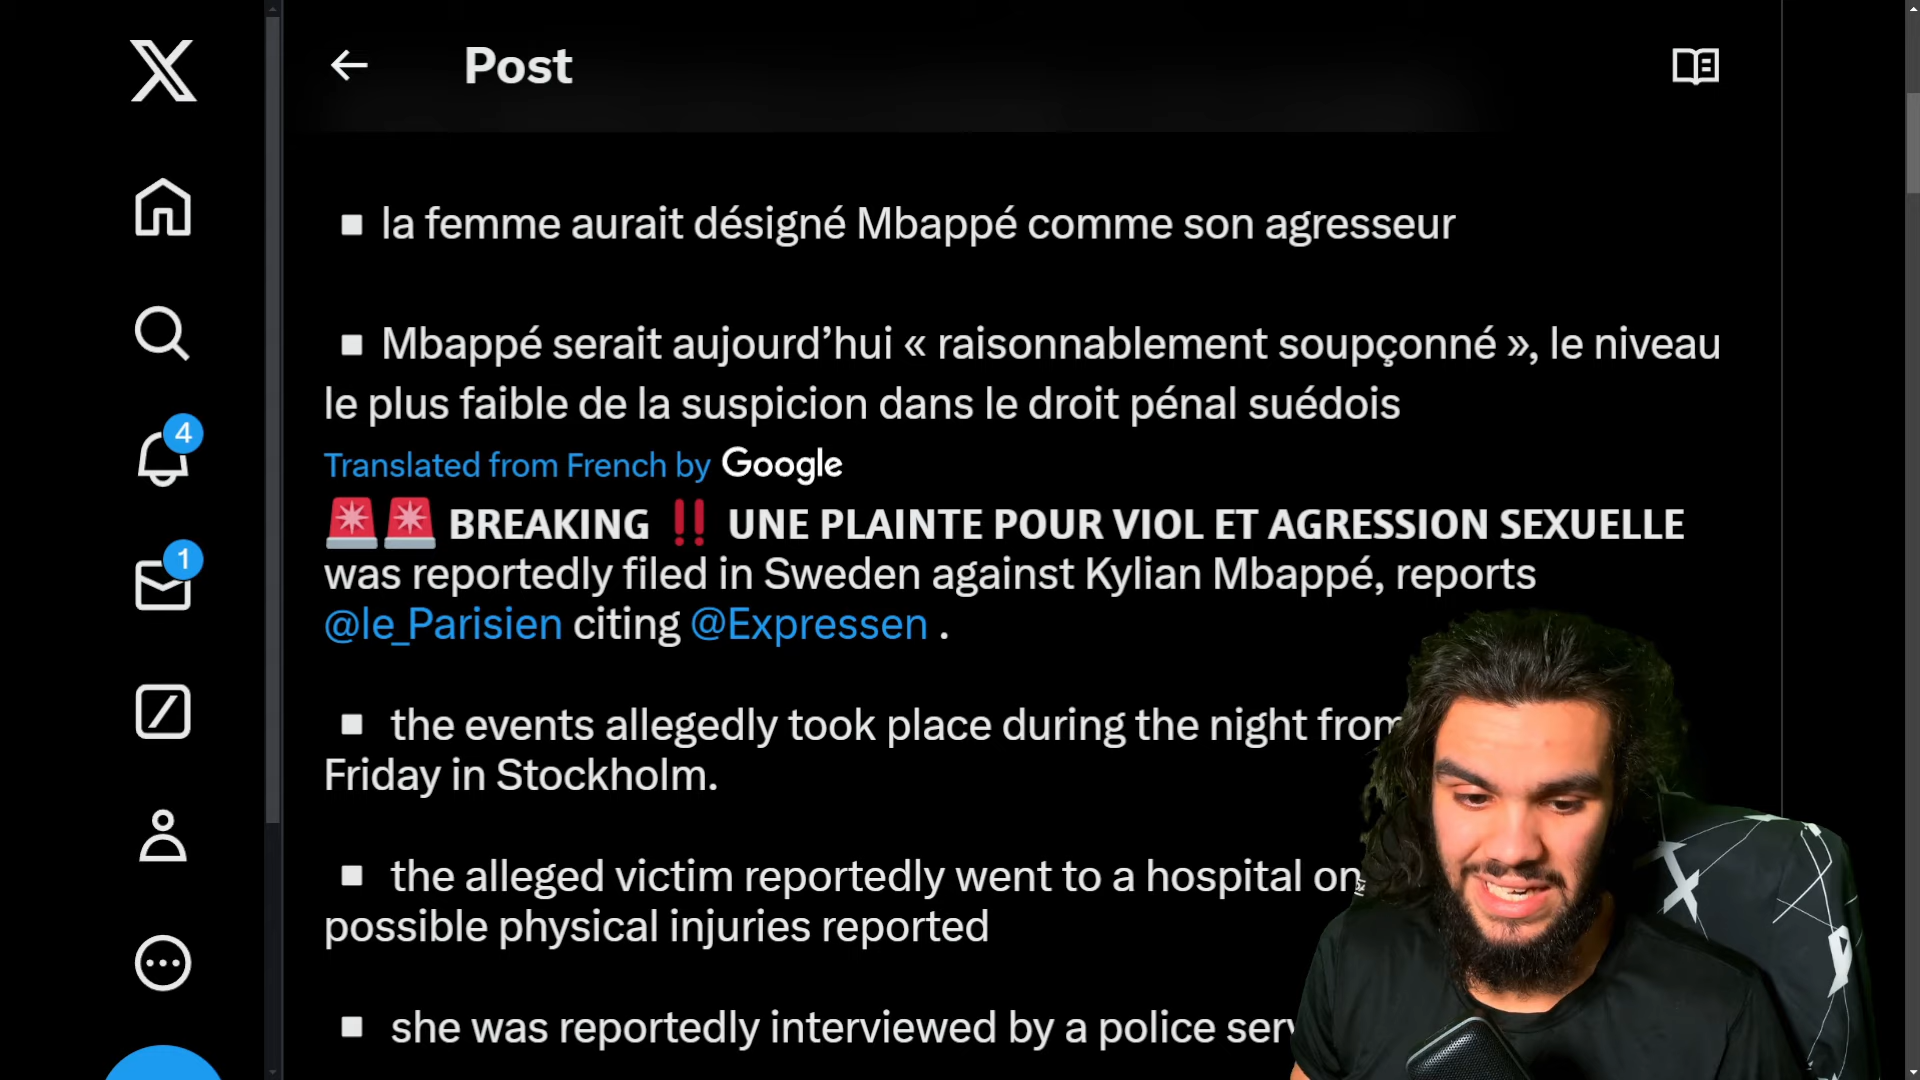 Post
▪ la femme aurait désigné Mbappé comme son agresseur
▪ Mbappé serait aujourd’hui « raisonnablement soupçonné », le niveau
le plus faible de la suspicion dans le droit pénal suédois
Translated from French by Google
🚨🚨 BREAKING ‼️ UNE PLAINTE POUR VIOL ET AGRESSION SEXUELLE
was reportedly filed in Sweden against Kylian Mbappé, reports
@le_Parisien citing @Expressen .
▪ the events allegedly took place during the night from
Friday in Stockholm.
▪ the alleged victim reportedly went to a hospital on
possible physical injuries reported
▪ she was reportedly interviewed by a police
4
1